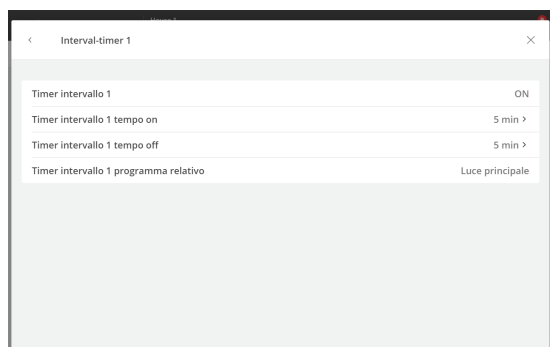 Interval-timer 1
Timer intervallo 1 ON
Timer intervallo 1 tempo on 5 min >
Timer intervallo 1 tempo off 5 min >
Timer intervallo 1 programma relativo Luce principale